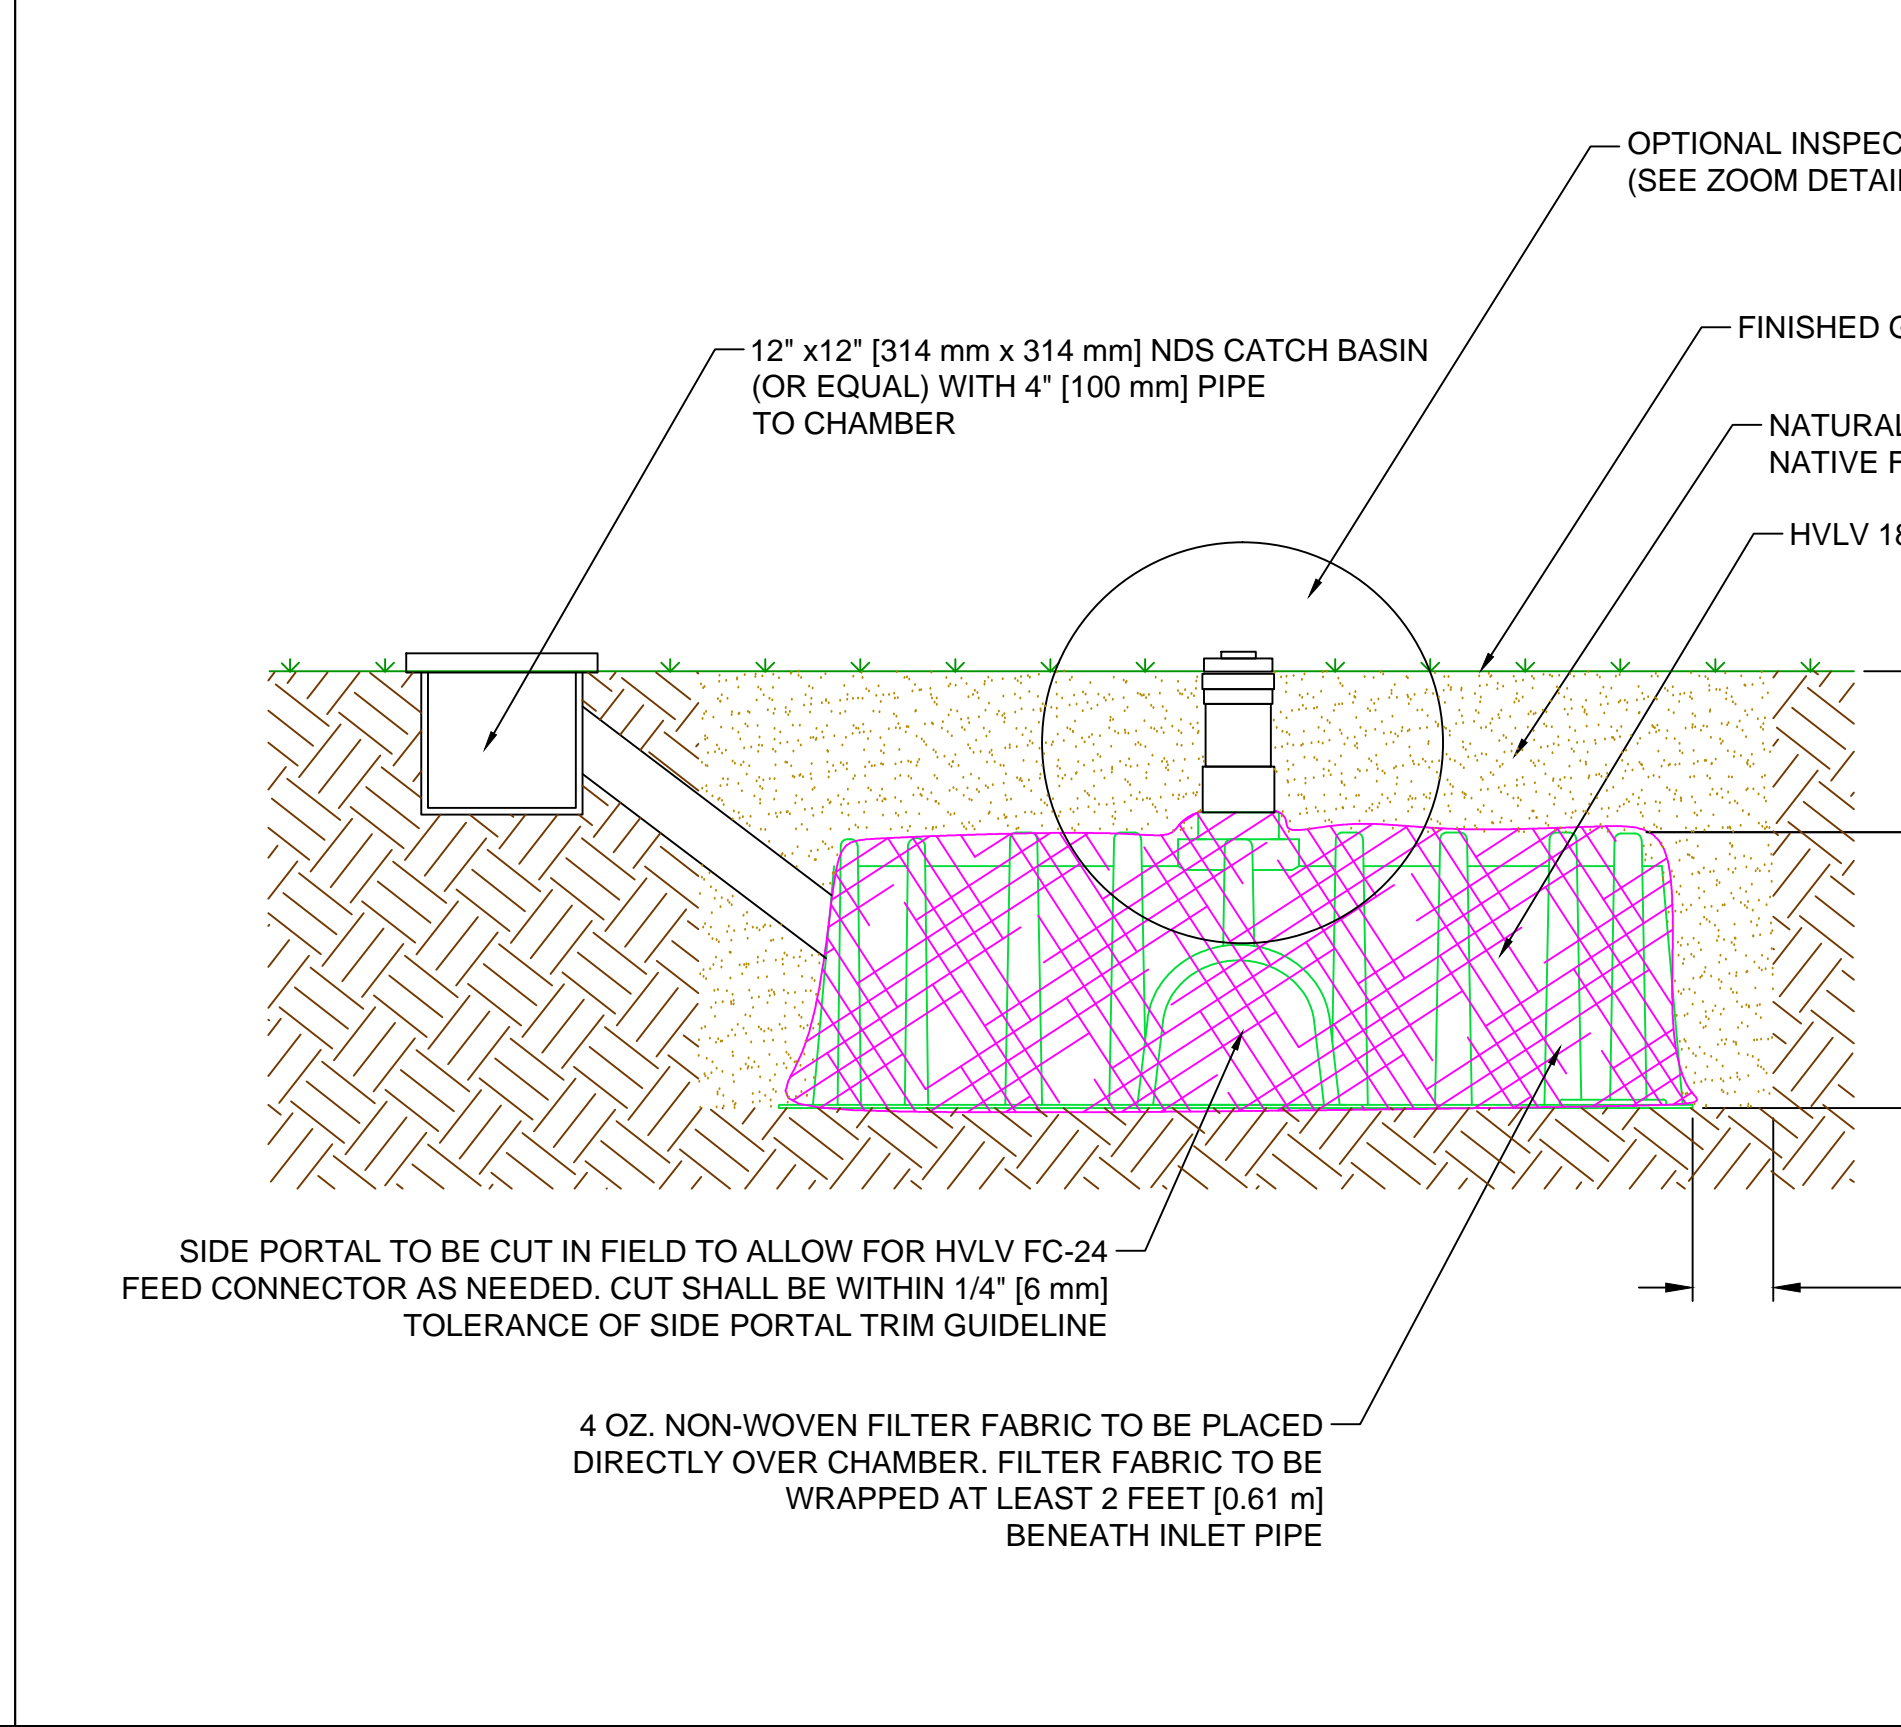 OPTIONAL INSPEC
(SEE ZOOM DETAI
FINISHED
12" x12" [314 mm x 314 mm] NDS CATCH BASIN
(OR EQUAL) WITH 4" [100 mm] PIPE
TO CHAMBER
NATURAL
NATIVE
HVLV 18
SIDE PORTAL TO BE CUT IN FIELD TO ALLOW FOR HVLV FC-24
FEED CONNECTOR AS NEEDED. CUT SHALL BE WITHIN 1/4" [6 mm]
TOLERANCE OF SIDE PORTAL TRIM GUIDELINE
4 OZ. NON-WOVEN FILTER FABRIC TO BE PLACED
DIRECTLY OVER CHAMBER. FILTER FABRIC TO BE
WRAPPED AT LEAST 2 FEET [0.61 m]
BENEATH INLET PIPE